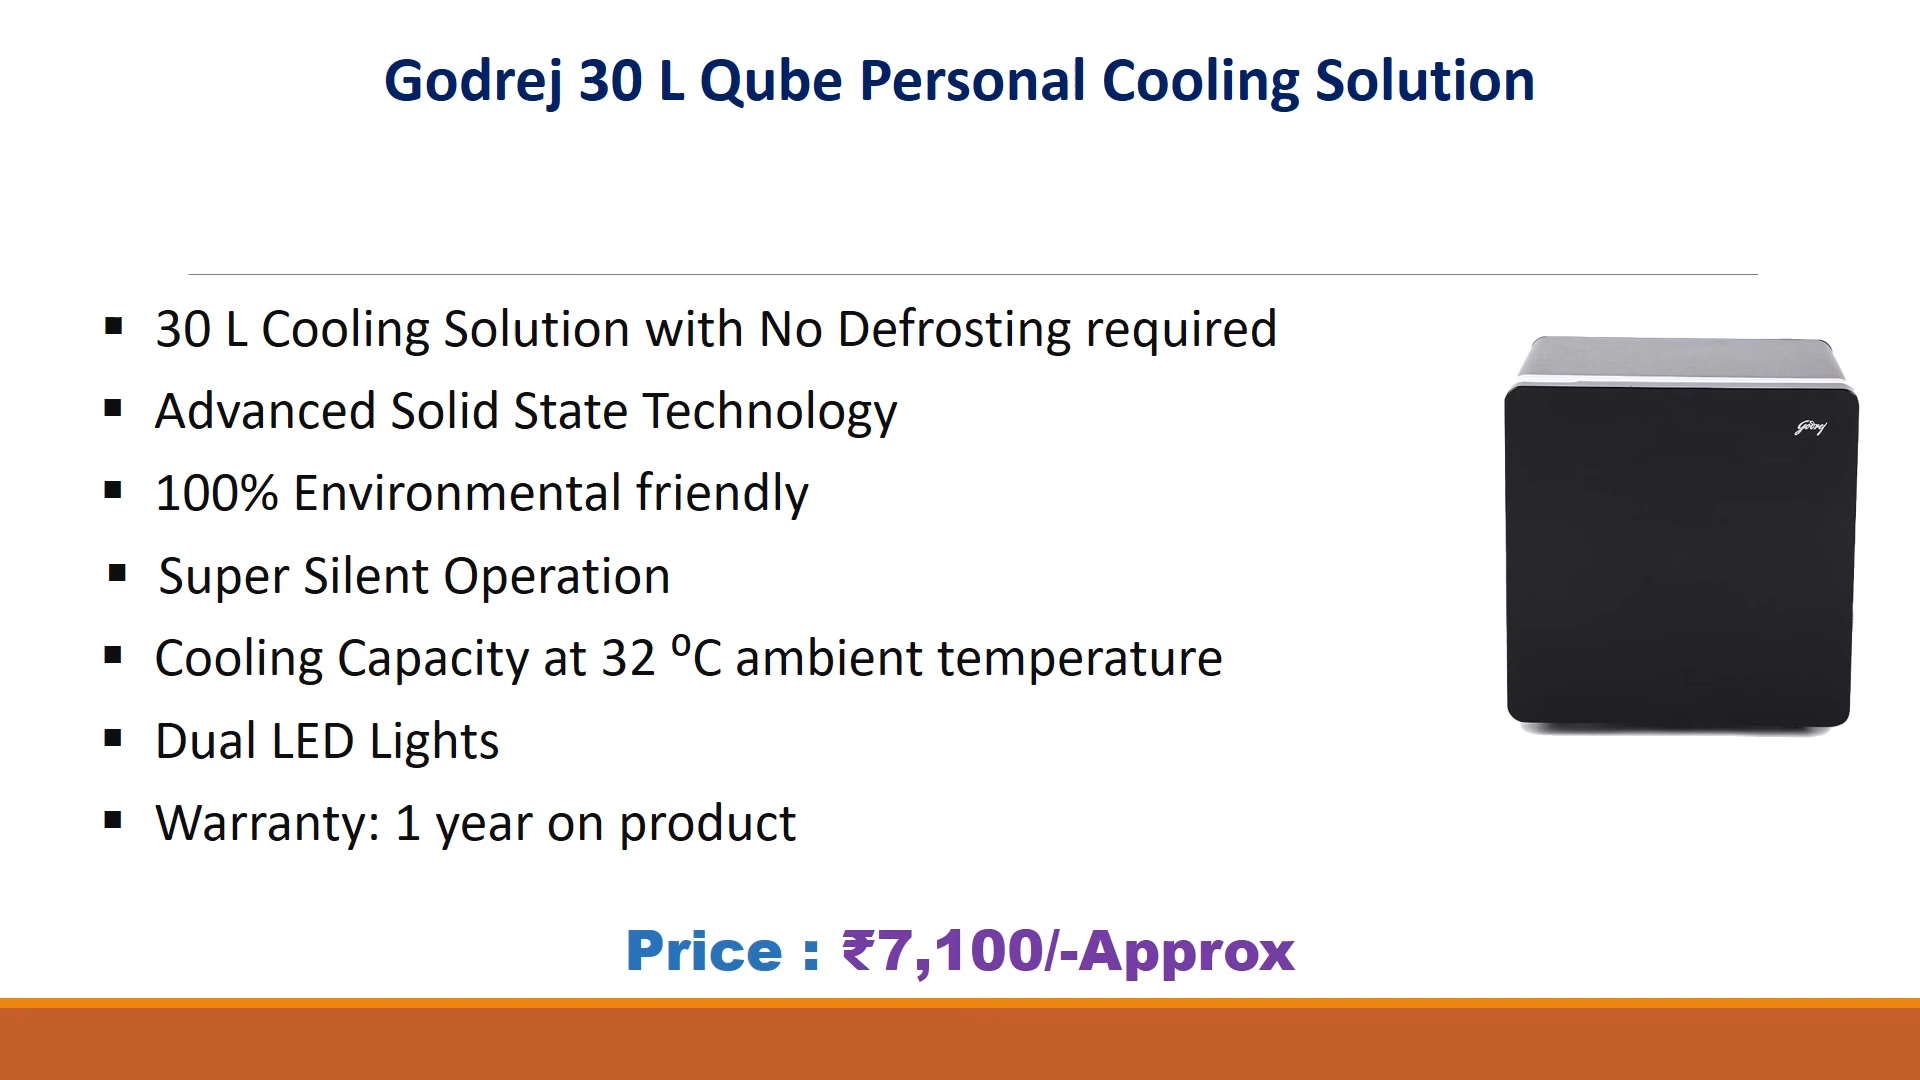 Godrej 30 L Qube Personal Cooling Solution
▪ 30 L Cooling Solution with No Defrosting required
▪ Advanced Solid State Technology
▪ 100% Environmental friendly
▪ Super Silent Operation
▪ Cooling Capacity at 32 ⁰C ambient temperature
▪ Dual LED Lights
▪ Warranty: 1 year on product
Godrej
Price : ₹7,100/-Approx